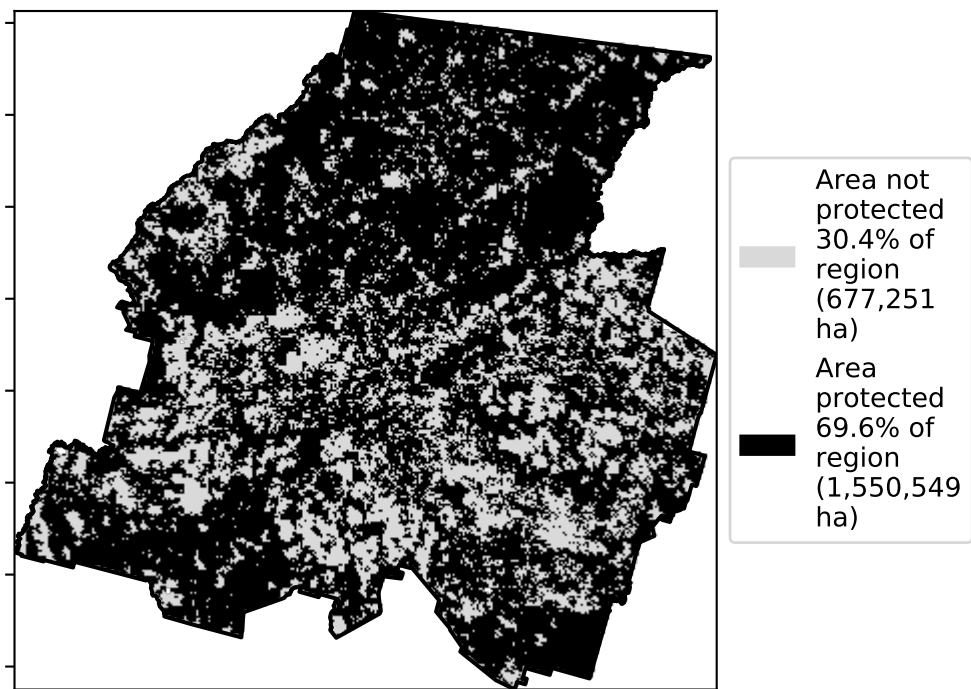 Area not
protected
30.4% of
region
(677,251
ha)
Area
protected
69.6% of
region
(1,550,549
ha)